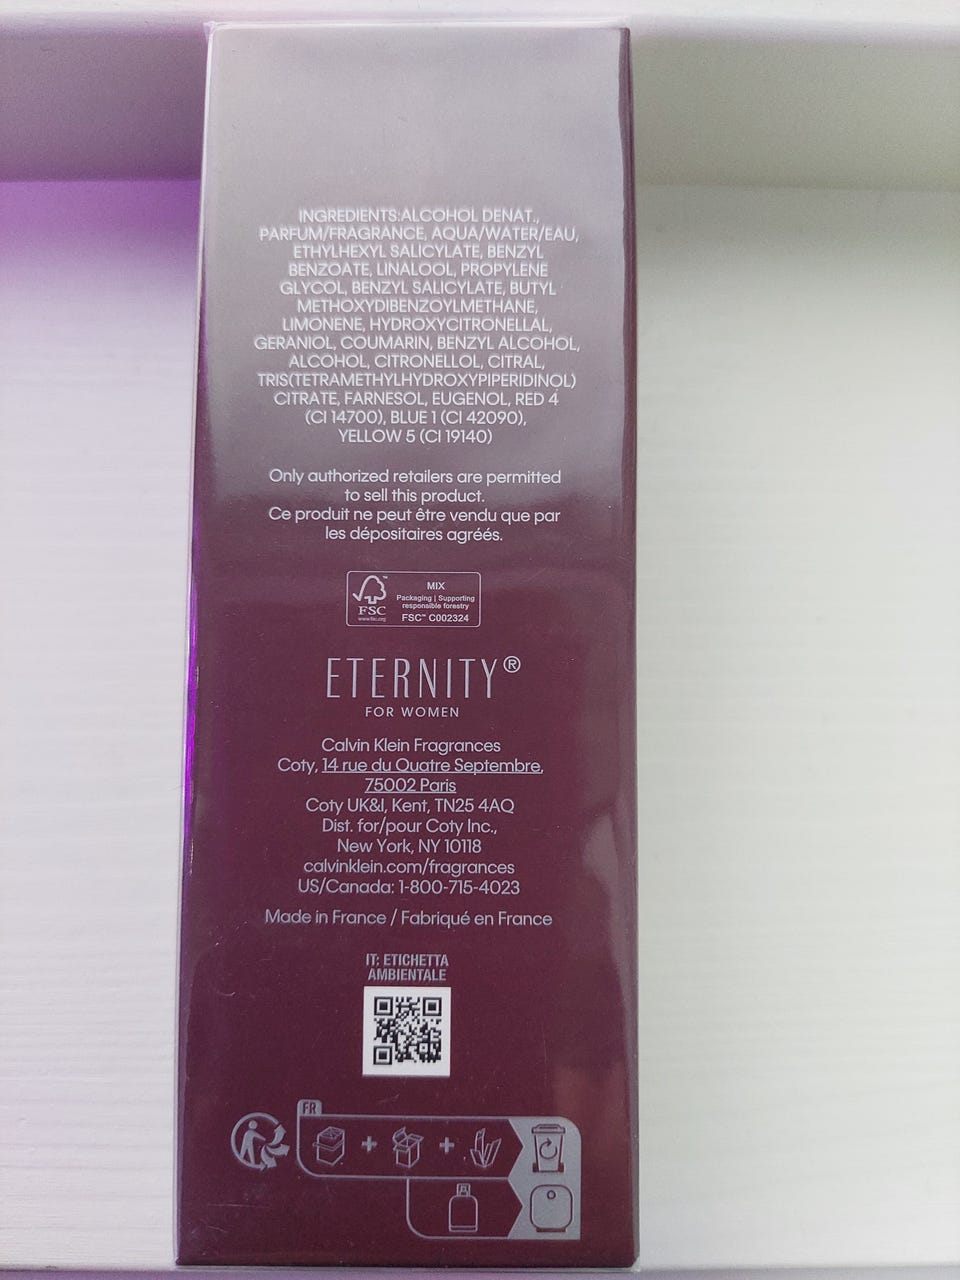 INGREDIENTS:ALCOHOL DENAT.,
PARFUM/FRAGRANCE, AQUA/WATER/EAU,
ETHYLHEXYL SALICYLATE, BENZYL
BENZOATE, LINALOOL, PROPYLENE
GLYCOL, BENZYL SALICYLATE, BUTYL
METHOXYDIBENZOYLMETHANE,
LIMONENE, HYDROXYCITRONELLAL,
GERANIOL, COUMARIN, BENZYL ALCOHOL,
ALCOHOL, CITRONELLOL, CITRAL,
TRIS(TETRAMETHYLHYDROXYPIPERIDINOL)
CITRATE, FARNESOL, EUGENOL, RED 4
(CI 14700), BLUE 1 (CI 42090),
YELLOW 5 (CI 19140)
Only authorized retailers are permitted
to sell this product.
Ce produit ne peut être vendu que par
les dépositaires agréés.
FSC
www.fsc.org
MIX
Packaging | Supporting
responsible forestry
FSC™ C002324
ETERNITY®
FOR WOMEN
Calvin Klein Fragrances
Coty, 14 rue du Quatre Septembre,
75002 Paris
Coty UK&I, Kent, TN25 4AQ
Dist. for/pour Coty Inc.,
New York, NY 10118
calvinklein.com/fragrances
US/Canada: 1-800-715-4023
Made in France / Fabriqué en France
IT: ETICHETTA
AMBIENTALE
FR